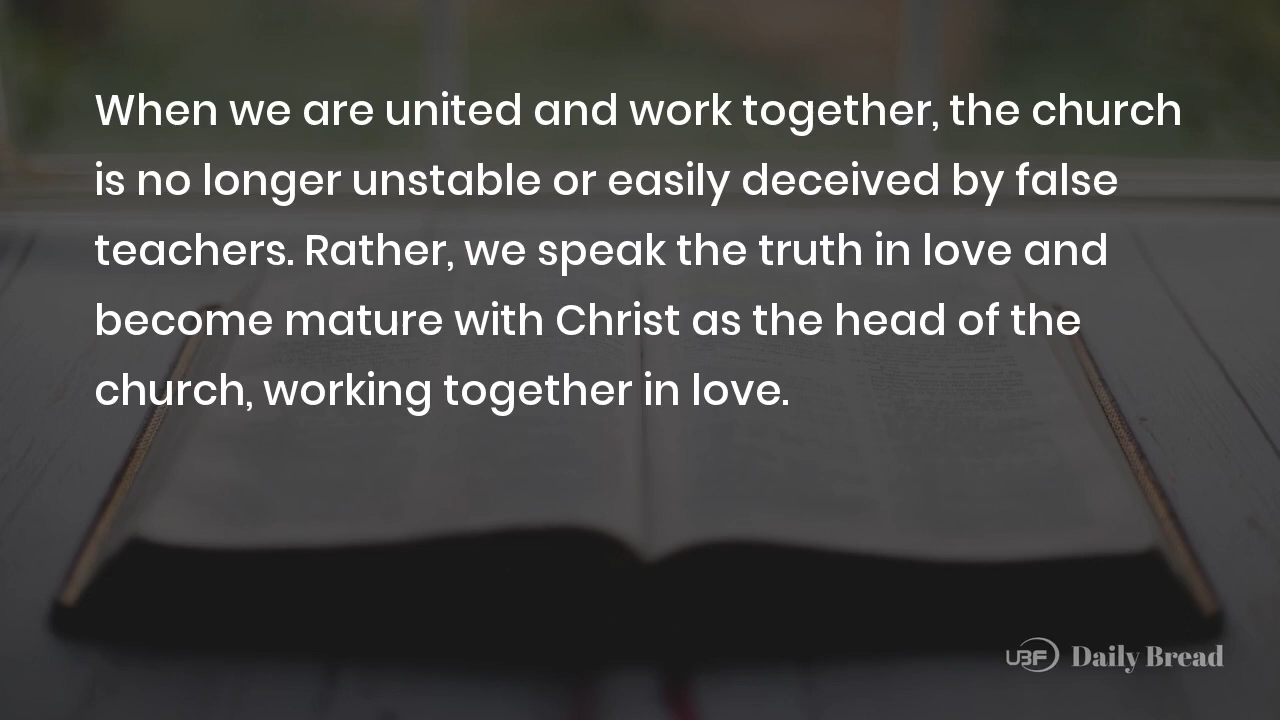 When we are united and work together, the church
is no longer unstable or easily deceived by false
teachers. Rather, we speak the truth in love and
become mature with Christ as the head of the
church, working together in love.
UBF Daily Bread